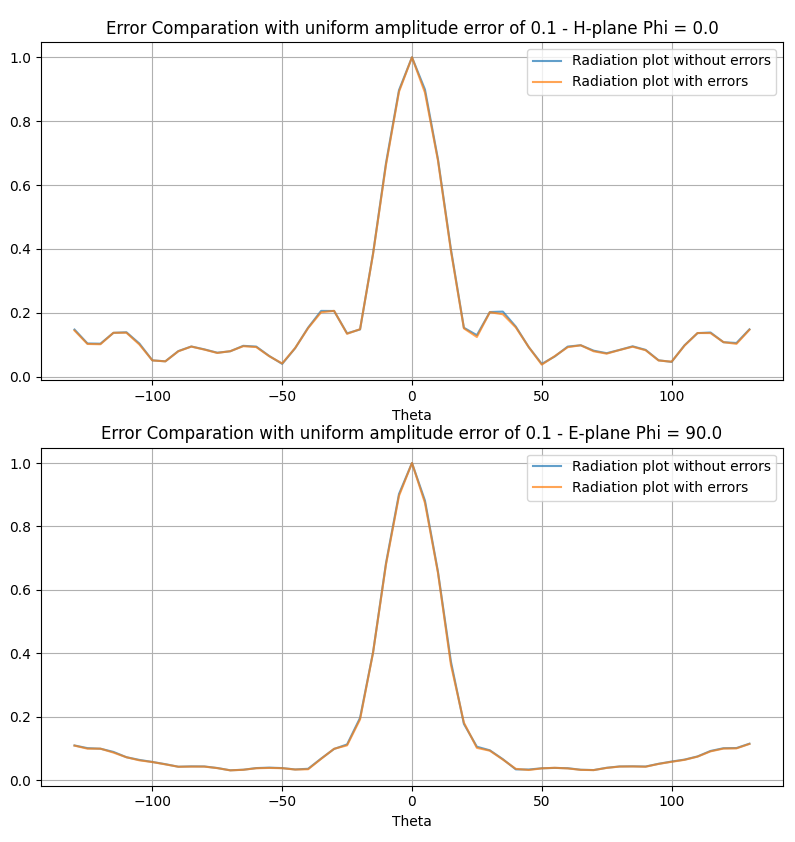 Error Comparation with uniform amplitude error of 0.1 - H-plane Phi = 0.0
Radiation plot without errors
Radiation plot with errors
1.0
0.8
0.6
0.4
0.2
0.0
−100 −50 0 50 100
Theta
Error Comparation with uniform amplitude error of 0.1 - E-plane Phi = 90.0
Radiation plot without errors
Radiation plot with errors
1.0
0.8
0.6
0.4
0.2
0.0
−100 −50 0 50 100
Theta